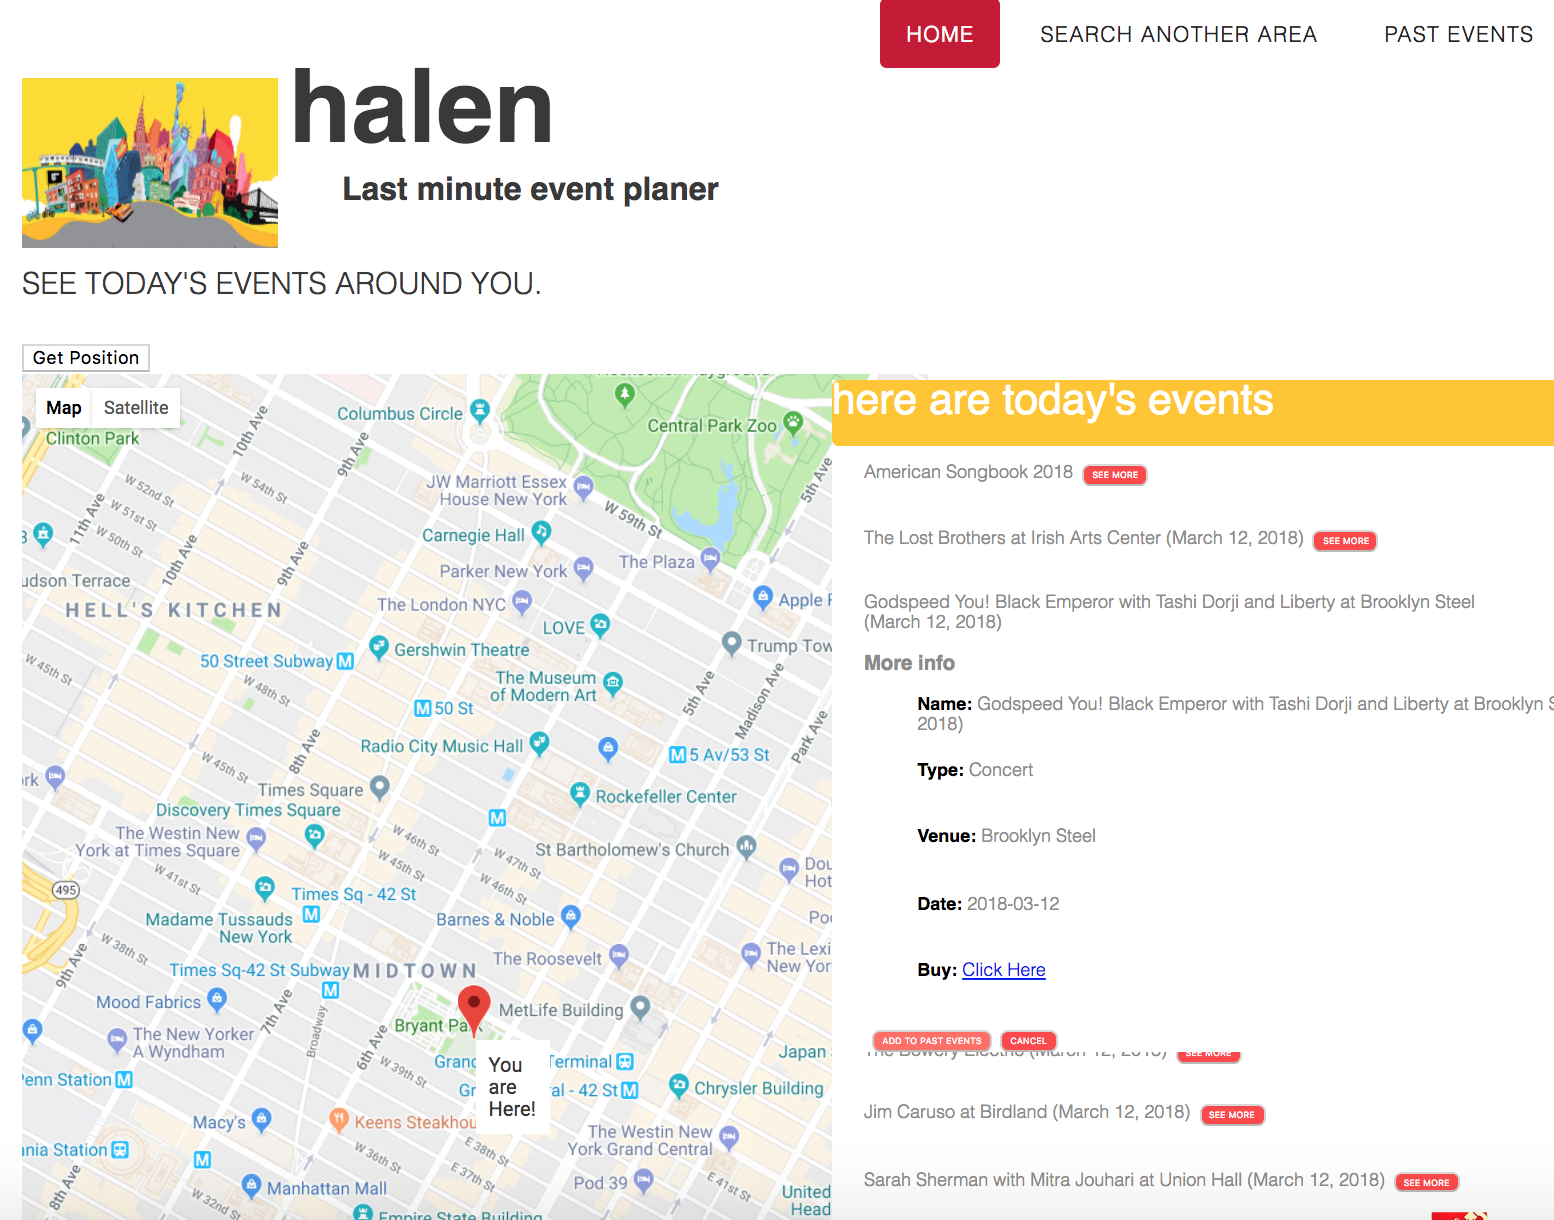 HOME
SEARCH ANOTHER AREA
PAST EVENTS
halen
Last minute event planer
SEE TODAY'S EVENTS AROUND YOU.
Get Position
Map
Satellite
Columbus Circle
Central Park Zoo
Clinton Park
10th Ave
9th Ave
5th Ave
JW Marriott Essex
House New York
W 52nd St
W 54th St
W 51st St
11th Ave
W 50th St
W 59th St
Carnegie Hall
The Plaza
Parker New York
10th Ave
9th Ave
udson Terrace
The London NYC
Apple F
HELL'S KITCHEN
LOVE
Gershwin Theatre
Trump Tow
50 Street Subway
W 45th St
The Museum
of Modern Art
W 48th St
5th Ave
Madison Ave
50 St
Park Ave
Radio City Music Hall
8th Ave
5 Av/53 St
W 45th St
rk
Times Square
Rockefeller Center
Discovery Times Square
The Westin New
York at Times Square
W 46th St
St Bartholomew's Church
W 45th St
W 47th St
Dou
Hot
W 41st St
W 46th St
495
Times Sq - 42 St
Madame Tussauds
New York
Barnes & Noble
Po
W 38th St
9th Ave
The Roosevelt
The Lexi
New Yor
Times Sq-42 St Subway
MIDTOWN
Mood Fabrics
7th Ave
Broadway
MetLife Building
Bryant Park
The New Yorker
A Wyndham
6th Ave
Grand
Terminal
Japan
You
are
Here!
W 39th St
Penn Station
Gr
al - 42 St
Chrysler Building
Macy's
Keens Steakhou
The Westin New
York Grand Central
nia Station
W 36th St
E 38th St
E 37th St
8th Ave
Manhattan Mall
Pod 39
E 41st St
W 32nd St
United
Head
Empire State Building
here are today's events
American Songbook 2018 SEE MORE
The Lost Brothers at Irish Arts Center (March 12, 2018) SEE MORE
Godspeed You! Black Emperor with Tashi Dorji and Liberty at Brooklyn Steel
(March 12, 2018)
More info
Name: Godspeed You! Black Emperor with Tashi Dorji and Liberty at Brooklyn S
2018)
Type: Concert
Venue: Brooklyn Steel
Date: 2018-03-12
Buy: Click Here
ADD TO PAST EVENTS CANCEL
The Bowery Electric (March 12, 2018) SEE MORE
Jim Caruso at Birdland (March 12, 2018) SEE MORE
Sarah Sherman with Mitra Jouhari at Union Hall (March 12, 2018) SEE MORE